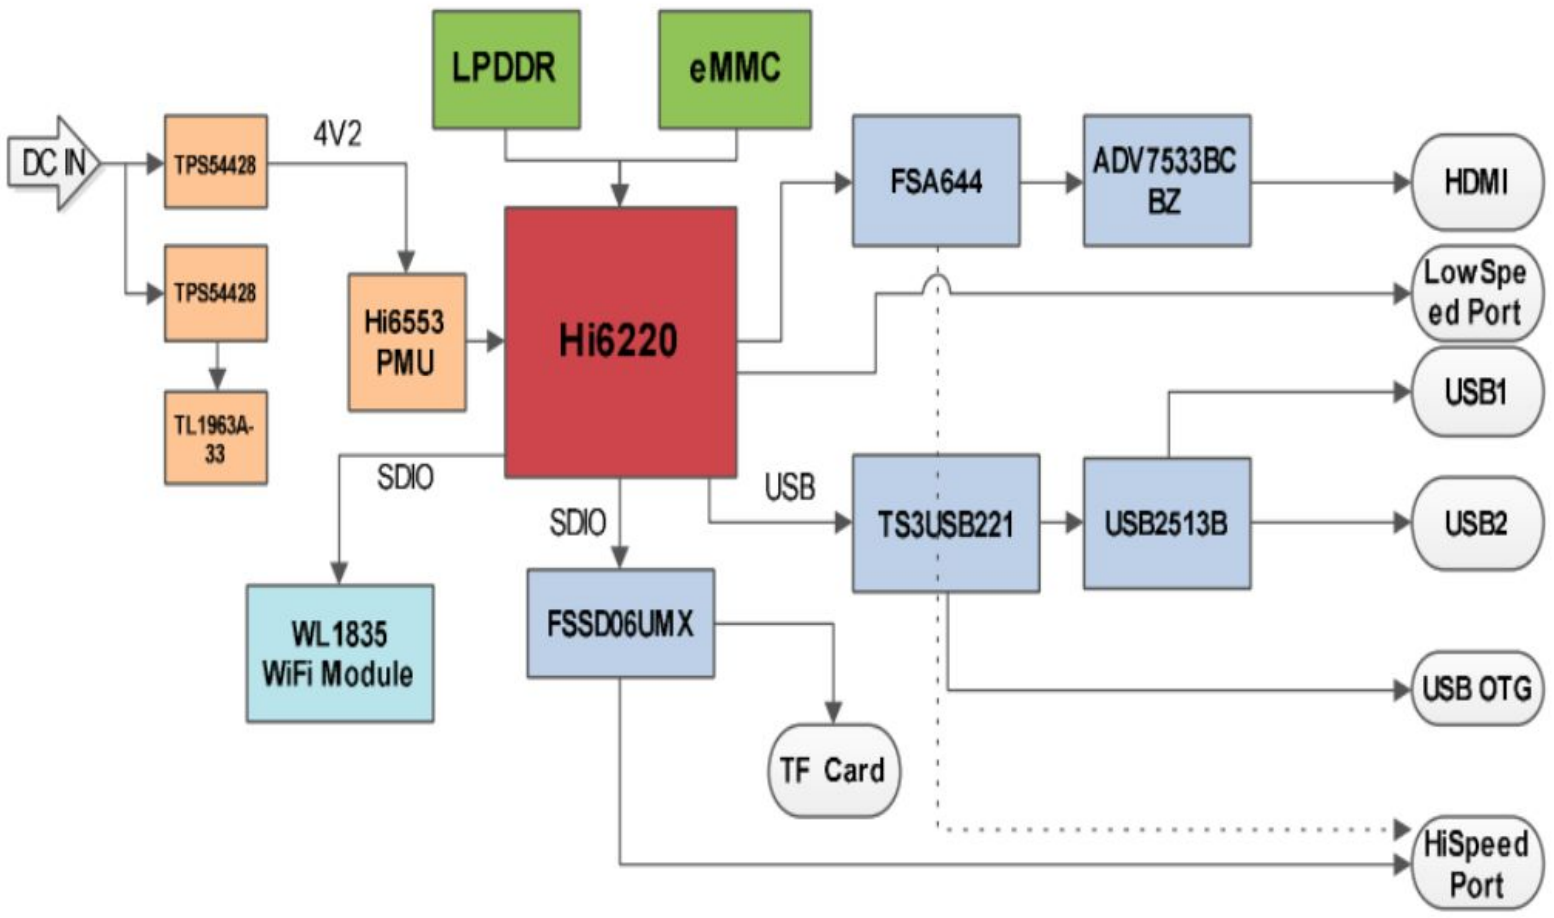 LPDDR
eMMC
DC IN
TPS54428
4V2
FSA644
ADV7533BC
BZ
HDMI
TPS54428
LowSpe
ed Port
Hi6553
PMU
Hi6220
TL1963A-
33
USB1
SDIO
SDIO
USB
TS3USB221
USB2513B
USB2
WL1835
WiFi Module
FSSD06UMX
USB OTG
TF Card
HiSpeed
Port